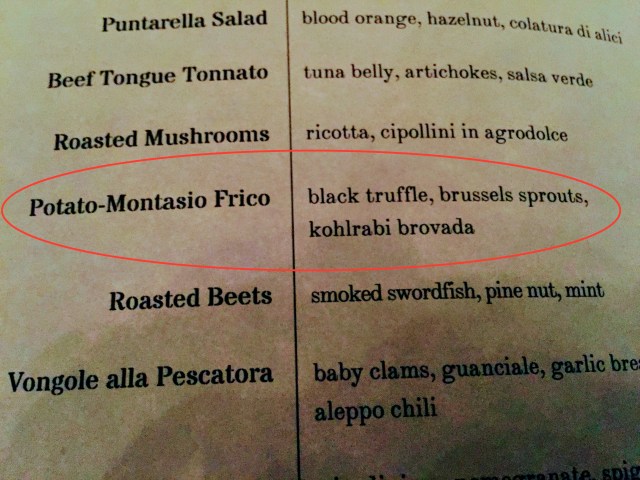 Puntarella Salad blood orange, hazelnut, colatura di alici
Beef Tongue Tonnato tuna belly, artichokes, salsa verde
Roasted Mushrooms ricotta, cipollini in agrodolce
Potato-Montasio Frico black truffle, brussels sprouts,
kohlrabi brovada
Roasted Beets smoked swordfish, pine nut, mint
Vongole alla Pescatora baby clams, guanciale, garlic
aleppo chili
pomegranate,